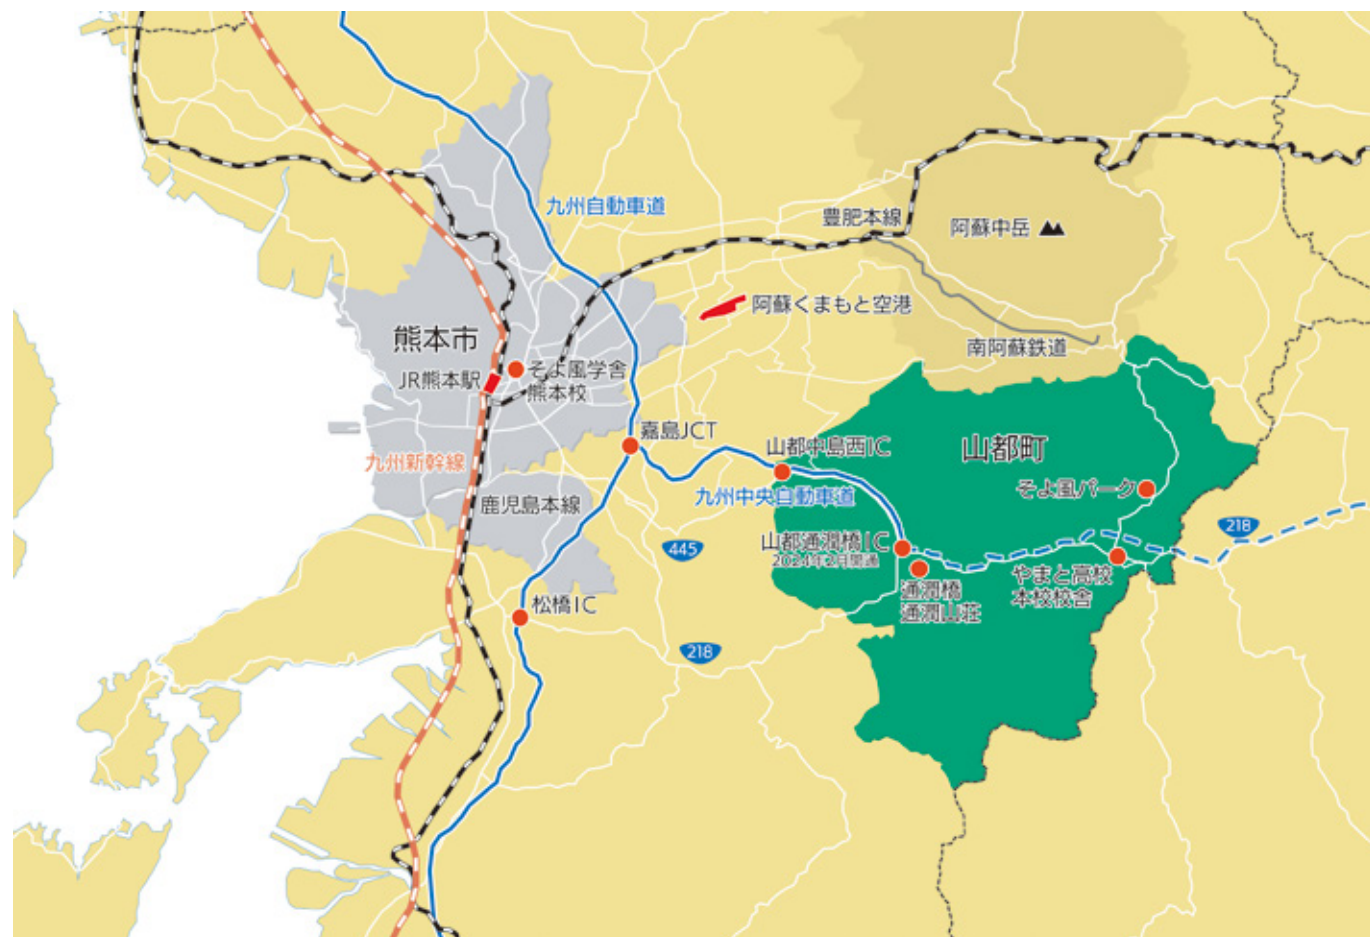 九州自動車道
豊肥本線
阿蘇中岳
阿蘇くまもと空港
熊本市
南阿蘇鉄道
JR熊本駅
そよ風学舎
熊本校
嘉島JCT
山都中島西IC
山都町
九州新幹線
そよ風パーク
九州中央自動車道
鹿児島本線
218
445
山都通潤橋IC
2024年2月開通
やまと高校
本校校舎
通潤橋
通潤山荘
松橋IC
218